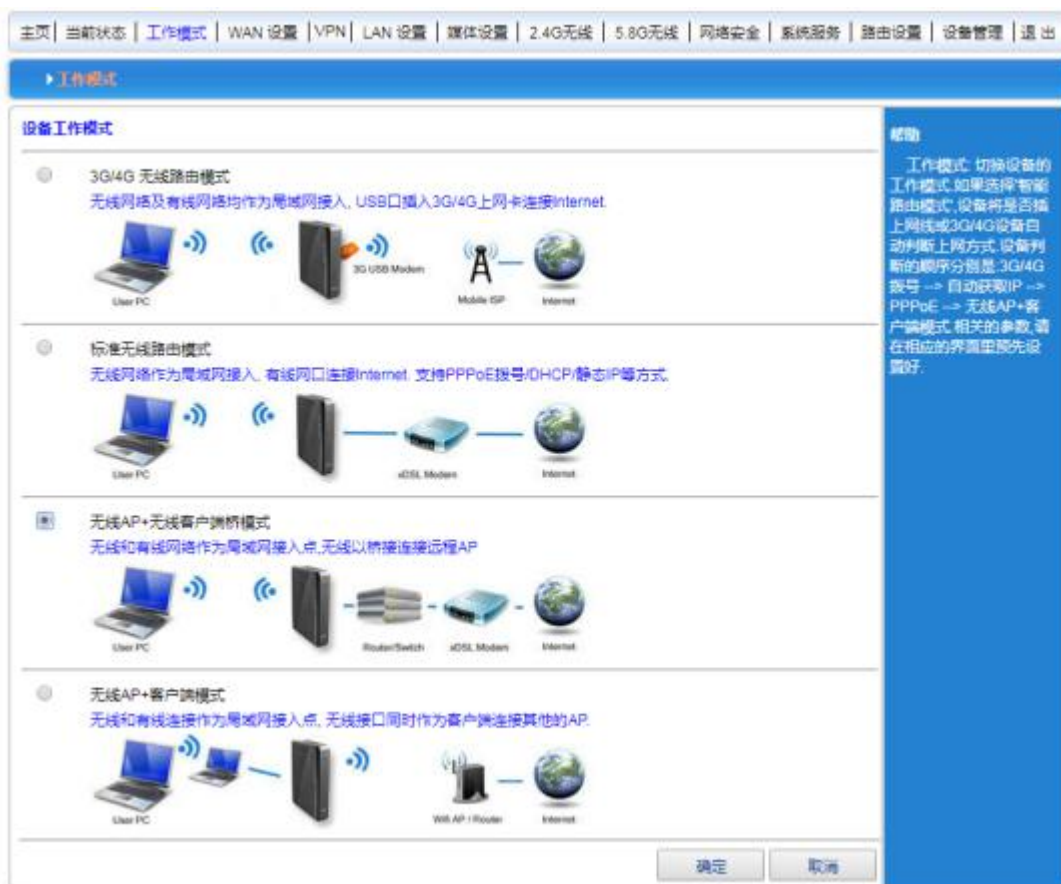 主页 | 当前状态 | 工作模式 | WAN 设置 | VPN | LAN 设置 | 媒体设置 | 2.4G无线 | 5.8G无线 | 网络安全 | 系统服务 | 路由设置 | 设备管理 | 退 出
工作模式
设备工作模式
3G/4G 无线路由模式
无线网络及有线网络均作为局域网接入, USB口插入3G/4G上网卡连接Internet.
3G USB Modem
User PC
Mobile ISP
Internet
标准无线路由模式
无线网络作为局域网接入, 有线网口连接Internet. 支持PPPoE拨号/DHCP/静态IP等方式.
User PC
xDSL Modem
Internet
无线AP+无线客户端桥模式
无线和有线网络作为局域网接入点,无线以桥接连接远程AP
User PC
Router/Switch
xDSL Modem
Internet
无线AP+客户端模式
无线和有线连接作为局域网接入点, 无线接口同时作为客户端连接其他的AP.
User PC
Wifi AP / Router
Internet
确定
取消
帮助
工作模式: 切换设备的
工作模式.如果选择'智能
路由模式',设备将是否插
上网线或3G/4G设备自
动判断上网方式.设备判
断的顺序分别是:3G/4G
拨号 --> 自动获取IP -->
PPPoE --> 无线AP+客
户端模式.相关的参数,请
在相应的界面里预先设
置好.